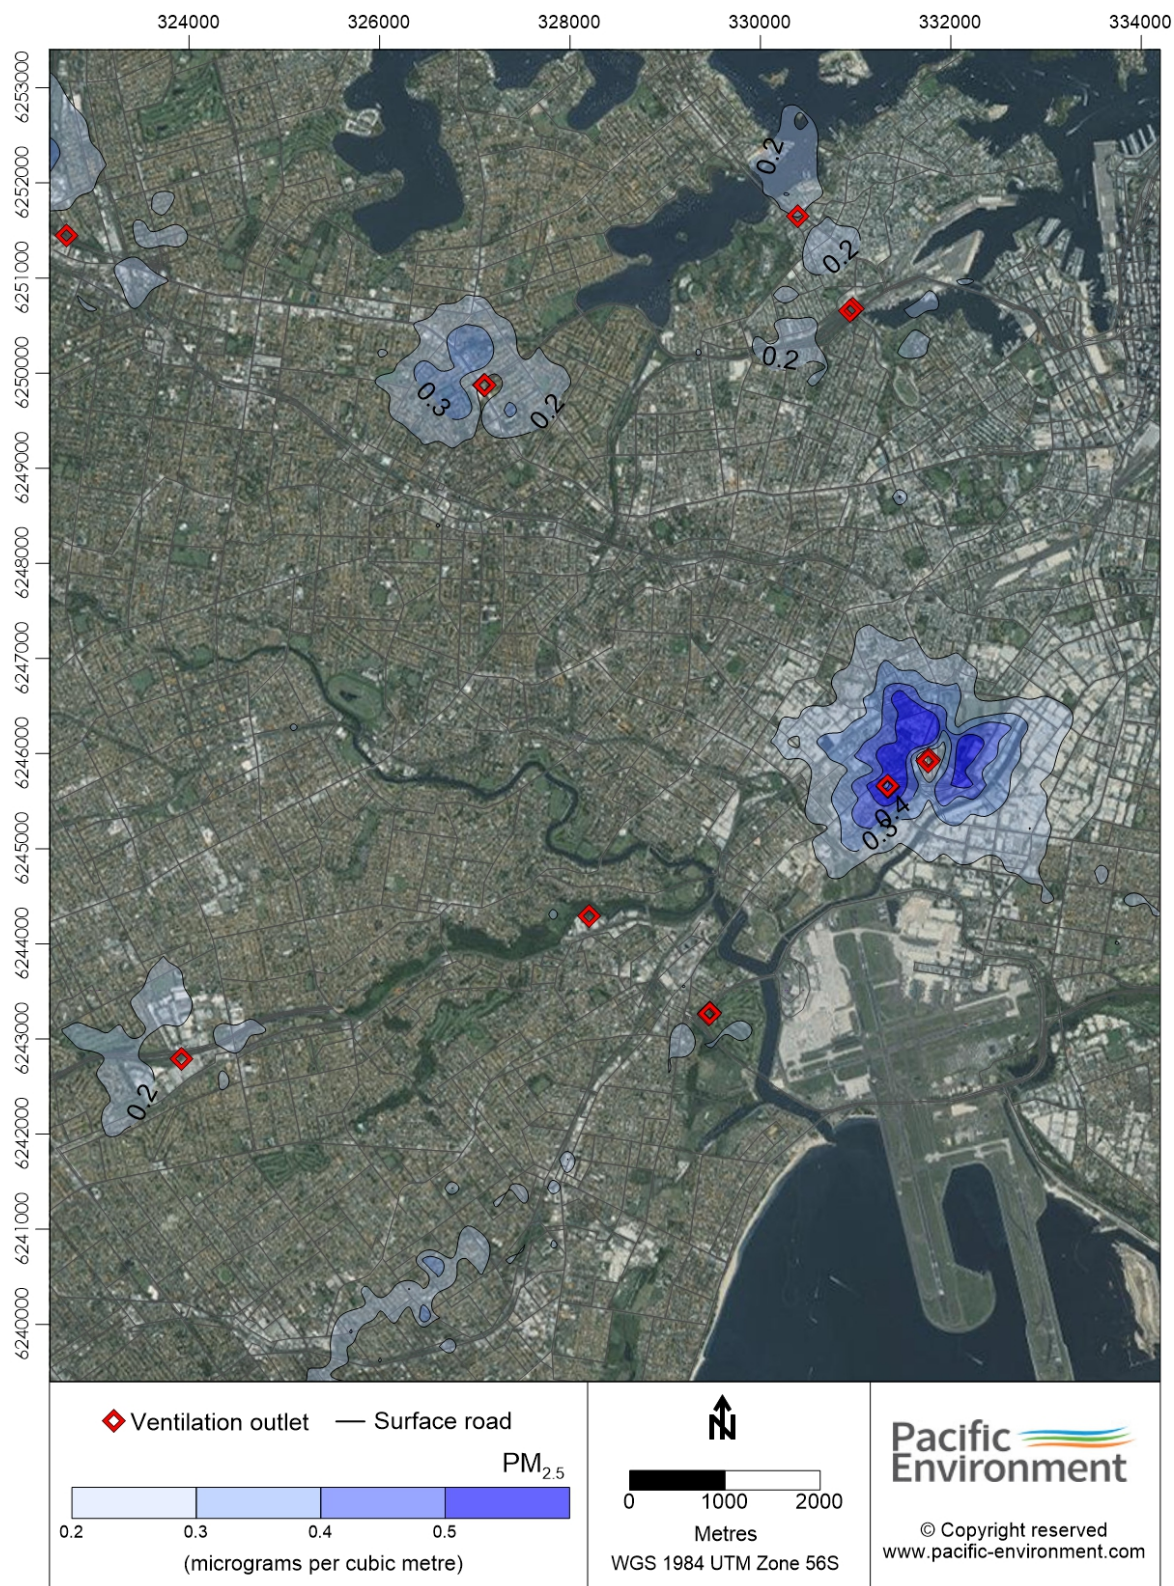 324000 326000 328000 330000 332000 334000
6253000
6252000
6251000
6250000
6249000
6248000
6247000
6246000
6245000
6244000
6243000
6242000
6241000
6240000
0.2
0.2
0.2
0.3
0.2
0.4
0.3
0.2
Ventilation outlet
Surface road
PM2.5
0.2 0.3 0.4 0.5
(micrograms per cubic metre)
N
0 1000 2000
Metres
WGS 1984 UTM Zone 56S
Pacific
Environment
© Copyright reserved
www.pacific-environment.com